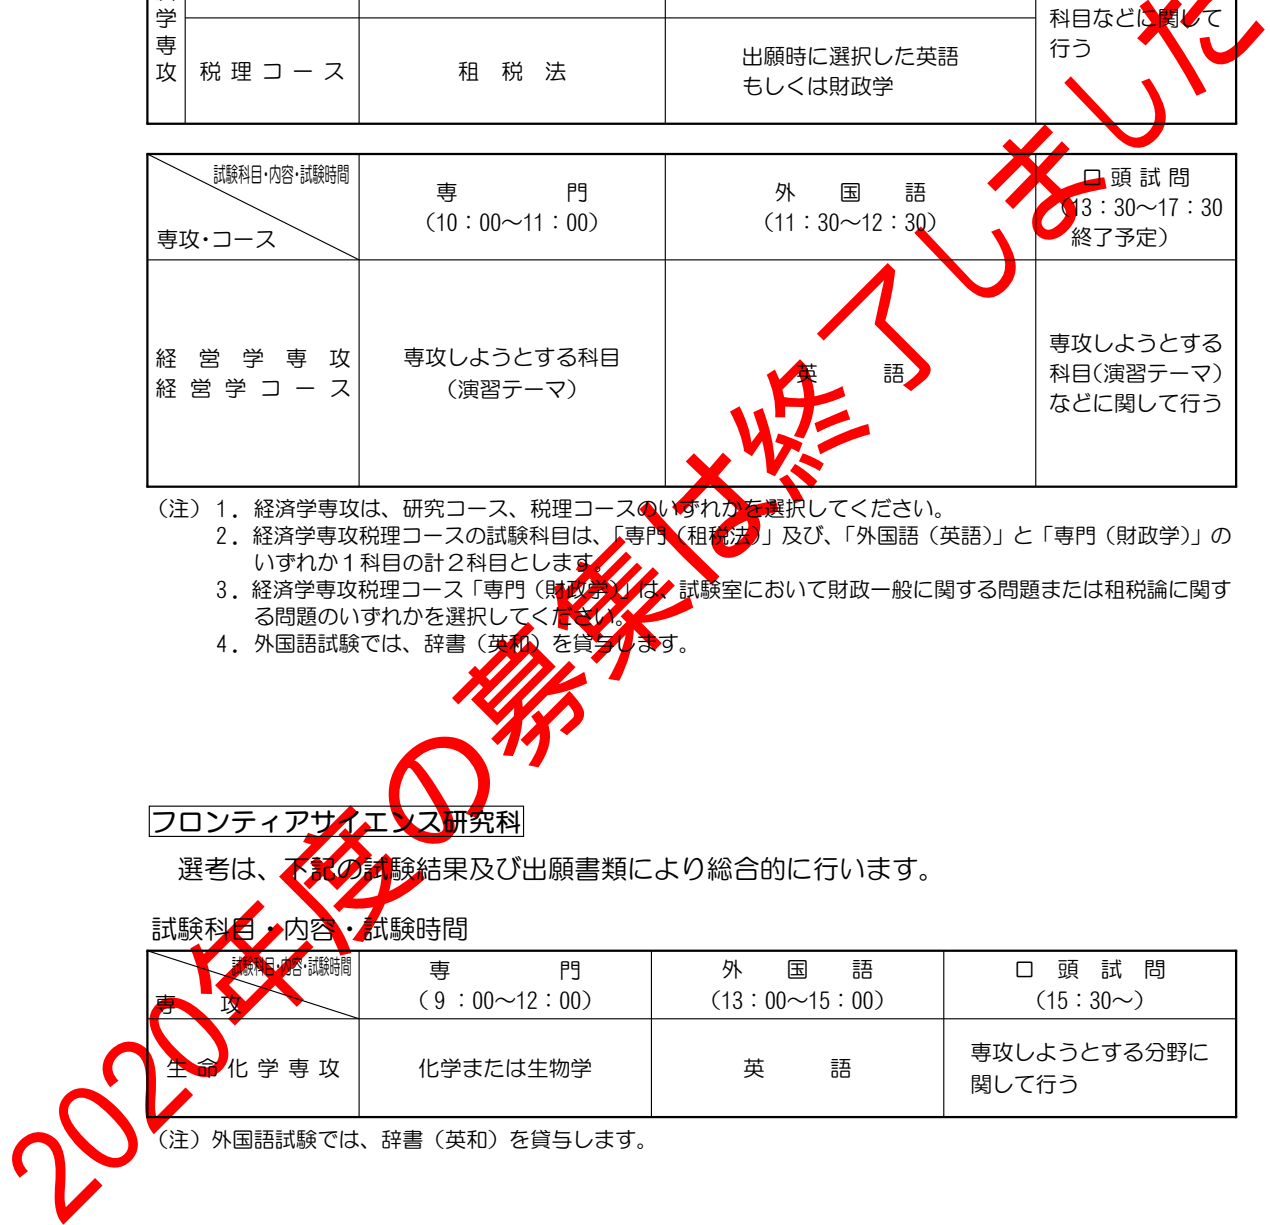 学
専
攻
税理コース
租税法
出願時に選択した英語
もしくは財政学
科目などに関して
行う
試験科目・内容・試験時間
専攻・コース
専門
(10:00〜11:00)
外国語
(11:30〜12:30)
口頭試問
(13:30〜17:30
終了予定)
経営学専攻
経営学コース
専攻しようとする科目
(演習テーマ)
英語
専攻しようとする
科目(演習テーマ)
などに関して行う
(注)1.経済学専攻は、研究コース、税理コースのいずれかを選択してください。
2.経済学専攻税理コースの試験科目は、「専門(租税法)」及び、「外国語(英語)」と「専門(財政学)」の
いずれか1科目の計2科目とします。
3.経済学専攻税理コース「専門(財政学)」は、試験室において財政一般に関する問題または租税論に関す
る問題のいずれかを選択してください。
4.外国語試験では、辞書(英和)を貸与します。
フロンティアサイエンス研究科
選考は、下記の試験結果及び出願書類により総合的に行います。
試験科目・内容・試験時間
試験科目・内容・試験時間
専攻
専門
(9:00〜12:00)
外国語
(13:00〜15:00)
口頭試問
(15:30〜)
生命化学専攻
化学または生物学
英語
専攻しようとする分野に
関して行う
(注)外国語試験では、辞書(英和)を貸与します。
2020年度の募集は終了しました